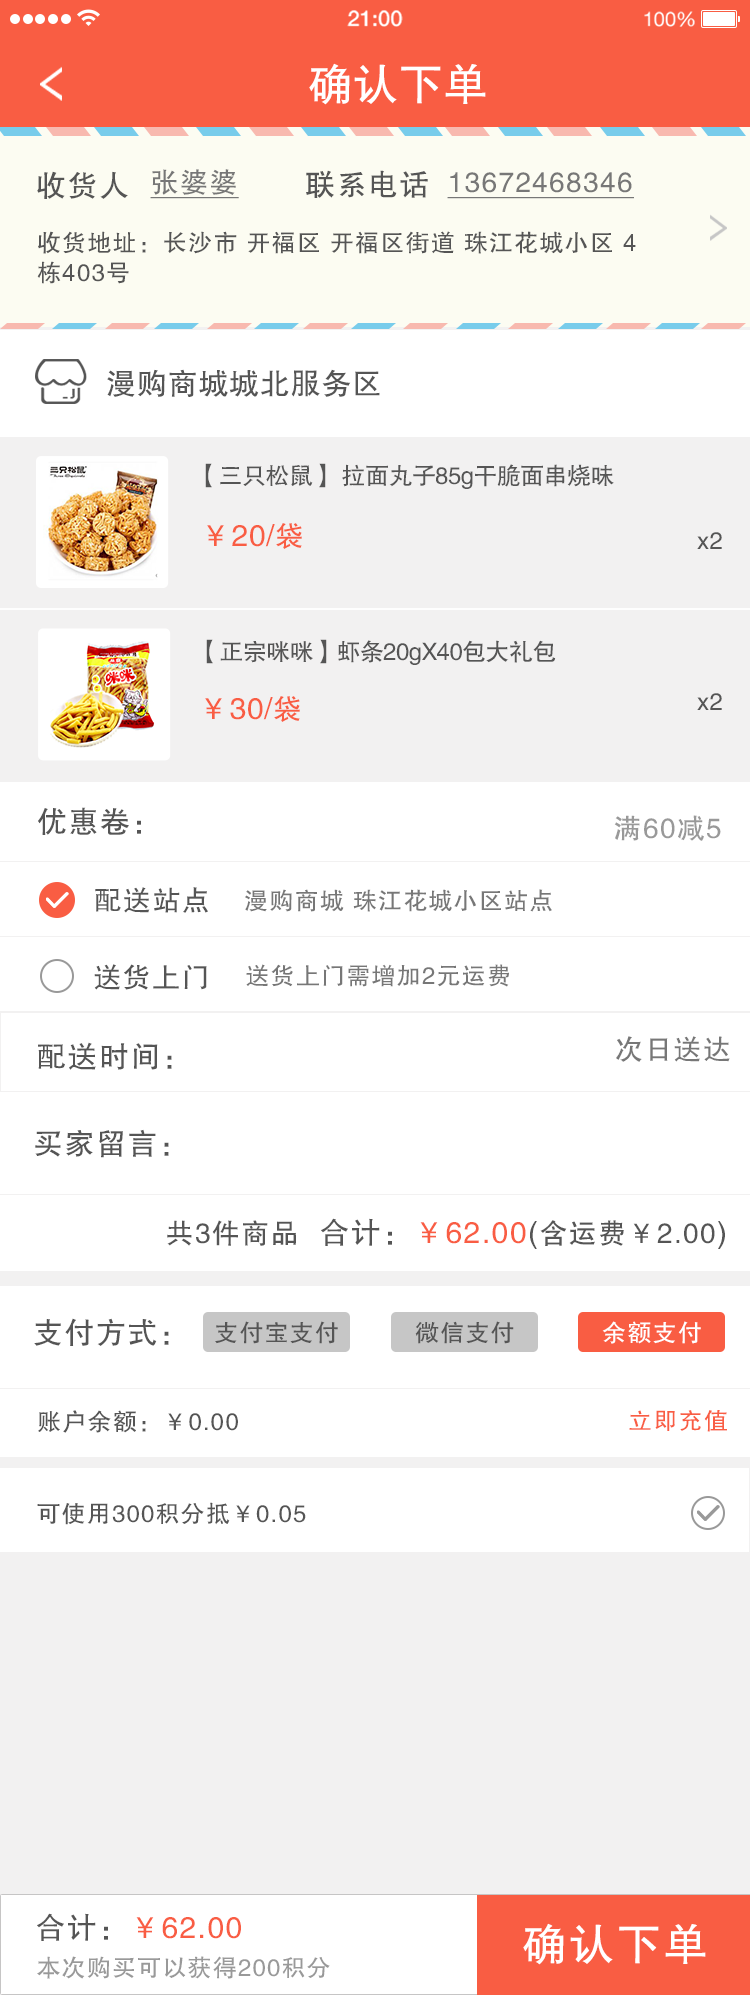 21:00 100%
确认下单
收货人 张婆婆 联系电话 13672468346
收货地址：长沙市 开福区 开福区街道 珠江花城小区 4
栋403号
漫购商城城北服务区
三只松鼠
【三只松鼠】拉面丸子85g干脆面串烧味
￥20/袋
x2
咪咪
【正宗咪咪】虾条20gX40包大礼包
￥30/袋
x2
优惠卷： 满60减5
配送站点 漫购商城 珠江花城小区站点
送货上门 送货上门需增加2元运费
配送时间： 次日送达
买家留言：
共3件商品 合计：￥62.00(含运费￥2.00)
支付方式： 支付宝支付 微信支付 余额支付
账户余额：￥0.00 立即充值
可使用300积分抵￥0.05
合计：￥62.00
本次购买可以获得200积分
确认下单